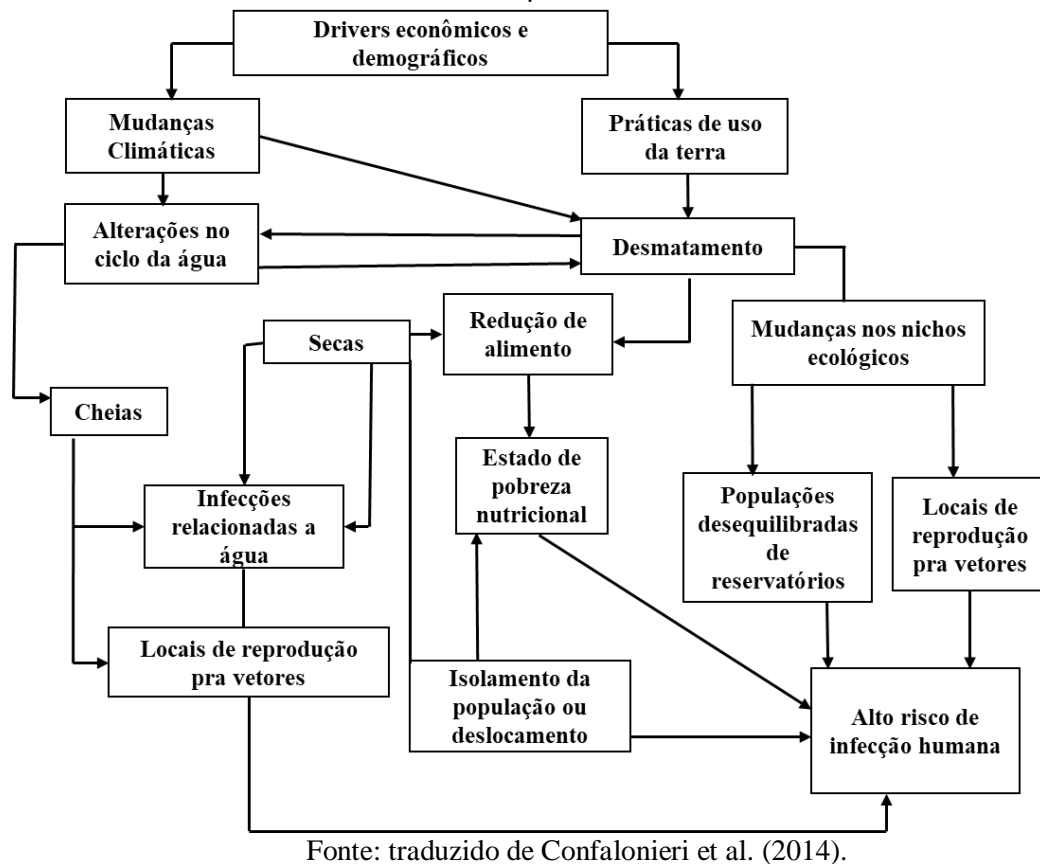 Drivers econômicos e
demográficos
Mudanças
Climáticas
Práticas de uso
da terra
Alterações no
ciclo da água
Desmatamento
Redução de
alimento
Secas
Mudanças nos nichos
ecológicos
Cheias
Estado de
pobreza
nutricional
Infecções
relacionadas a
água
Populações
desequilibradas
de
reservatórios
Locais de
reprodução
pra vetores
Locais de reprodução
pra vetores
Isolamento da
população ou
deslocamento
Alto risco de
infecção humana
Fonte: traduzido de Confalonieri et al. (2014).